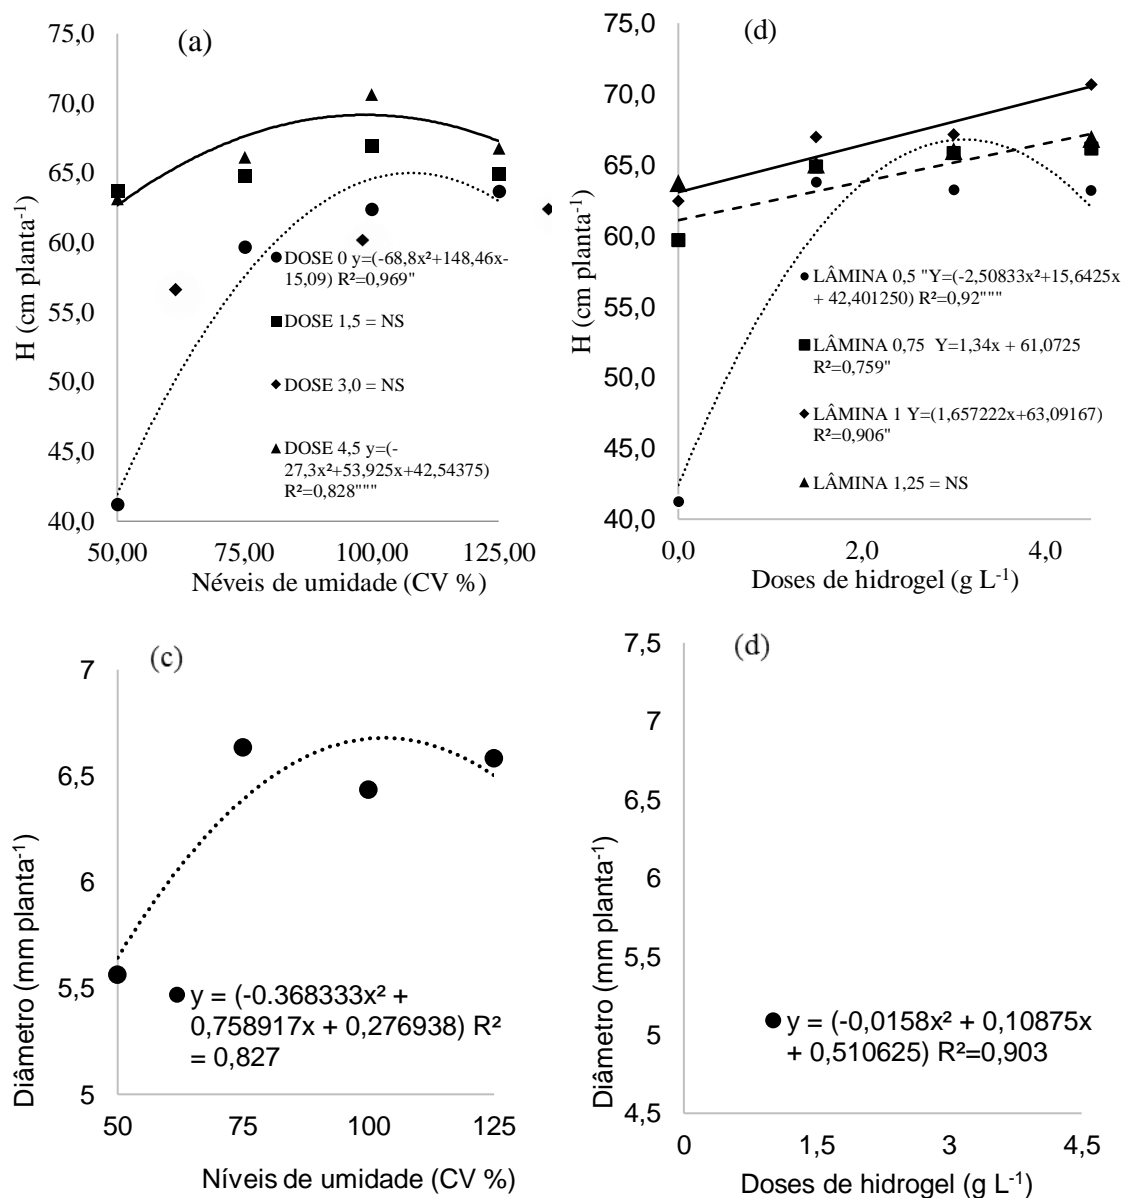 (a)
75,0
70,0
65,0
60,0
55,0
50,0
45,0
40,0
H (cm planta⁻¹)
DOSE 0 y=(-68,8x²+148,46x-
15,09) R²=0,969"
DOSE 1,5 = NS
DOSE 3,0 = NS
DOSE 4,5 y=(-
27,3x²+53,925x+42,54375)
R²=0,828"""
50,00 75,00 100,00 125,00
Néveis de umidade (CV %)
(d)
75,0
70,0
65,0
60,0
55,0
50,0
45,0
40,0
H (cm planta⁻¹)
LÂMINA 0,5 "Y=(-2,50833x²+15,6425x
+ 42,401250) R²=0,92"""
LÂMINA 0,75 Y=1,34x + 61,0725
R²=0,759"
LÂMINA 1 Y=(1,657222x+63,09167)
R²=0,906"
LÂMINA 1,25 = NS
0,0 2,0 4,0
Doses de hidrogel (g L⁻¹)
(c)
7
6,5
6
5,5
5
Diâmetro (mm planta⁻¹)
y = (-0.368333x² +
0,758917x + 0,276938) R²
= 0,827
50 75 100 125
Níveis de umidade (CV %)
(d)
7,5
7
6,5
6
5,5
5
4,5
Diâmetro (mm planta⁻¹)
y = (-0,0158x² + 0,10875x
+ 0,510625) R²=0,903
0 1,5 3 4,5
Doses de hidrogel (g L⁻¹)